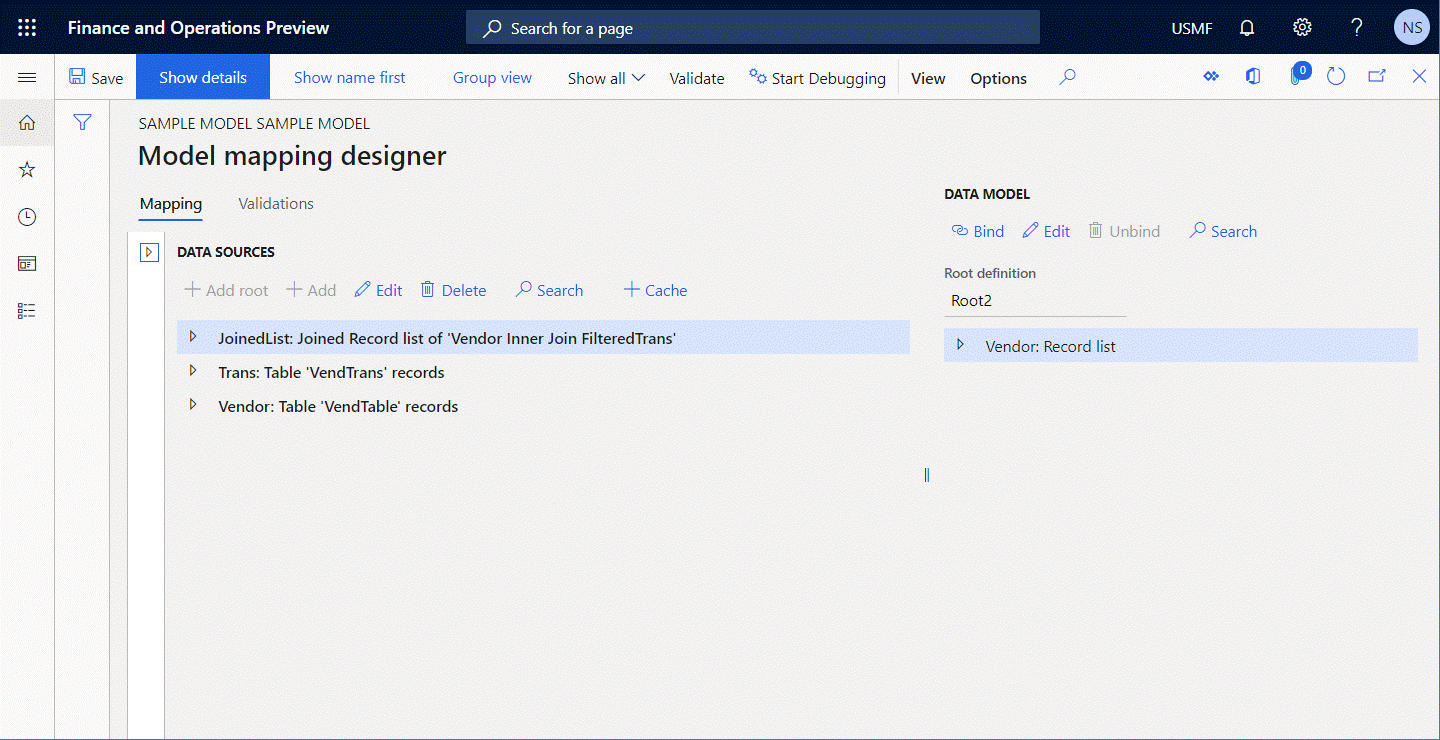 Finance and Operations Preview
Search for a page
USMF
?
NS
Save
Show details
Show name first
Group view
Show all
Validate
Start Debugging
View
Options
0
SAMPLE MODEL SAMPLE MODEL
Model mapping designer
Mapping
Validations
DATA SOURCES
Add root
Add
Edit
Delete
Search
Cache
JoinedList: Joined Record list of 'Vendor Inner Join FilteredTrans'
Trans: Table 'VendTrans' records
Vendor: Table 'VendTable' records
DATA MODEL
Bind
Edit
Unbind
Search
Root definition
Root2
Vendor: Record list